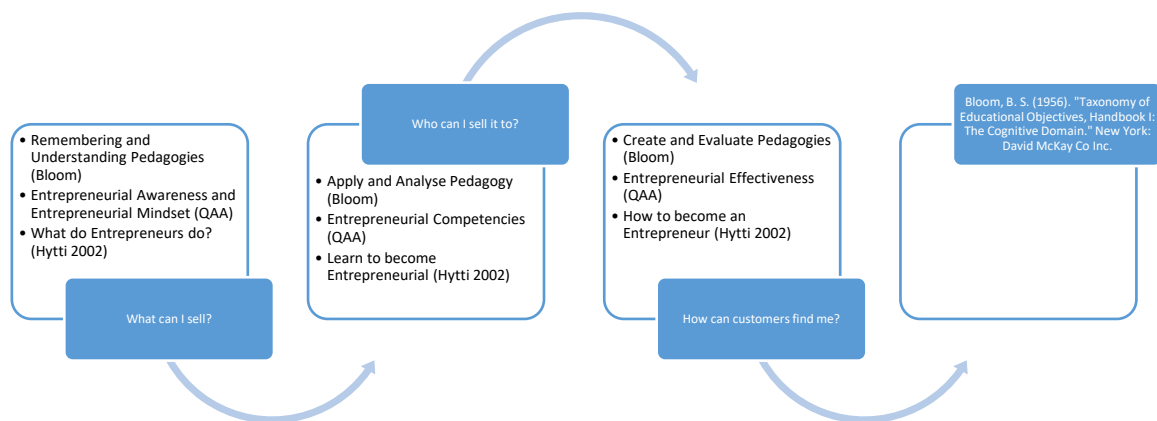 • Remembering and
Understanding Pedagogies
(Bloom)
• Entrepreneurial Awareness and
Entrepreneurial Mindset (QAA)
• What do Entrepreneurs do?
(Hytti 2002)
What can I sell?
Who can I sell it to?
• Apply and Analyse Pedagogy
(Bloom)
• Entrepreneurial Competencies
(QAA)
• Learn to become
Entrepreneurial (Hytti 2002)
• Create and Evaluate Pedagogies
(Bloom)
• Entrepreneurial Effectiveness
(QAA)
• How to become an
Entrepreneur (Hytti 2002)
How can customers find me?
Bloom, B. S. (1956). "Taxonomy of
Educational Objectives, Handbook I:
The Cognitive Domain." New York:
David McKay Co Inc.